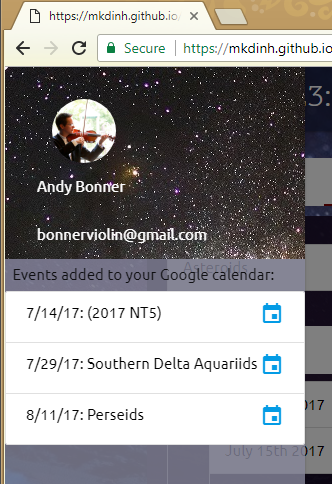 https://mkdinh.github.io/
Secure
https://mkdinh.github.io
3:
Andy Bonner
bonnerviolin@gmail.com
Asteroids
Events added to your Google calendar:
7/14/17: (2017 NT5)
7/29/17: Southern Delta Aquariids
8/11/17: Perseids
2017
July 15th 2017